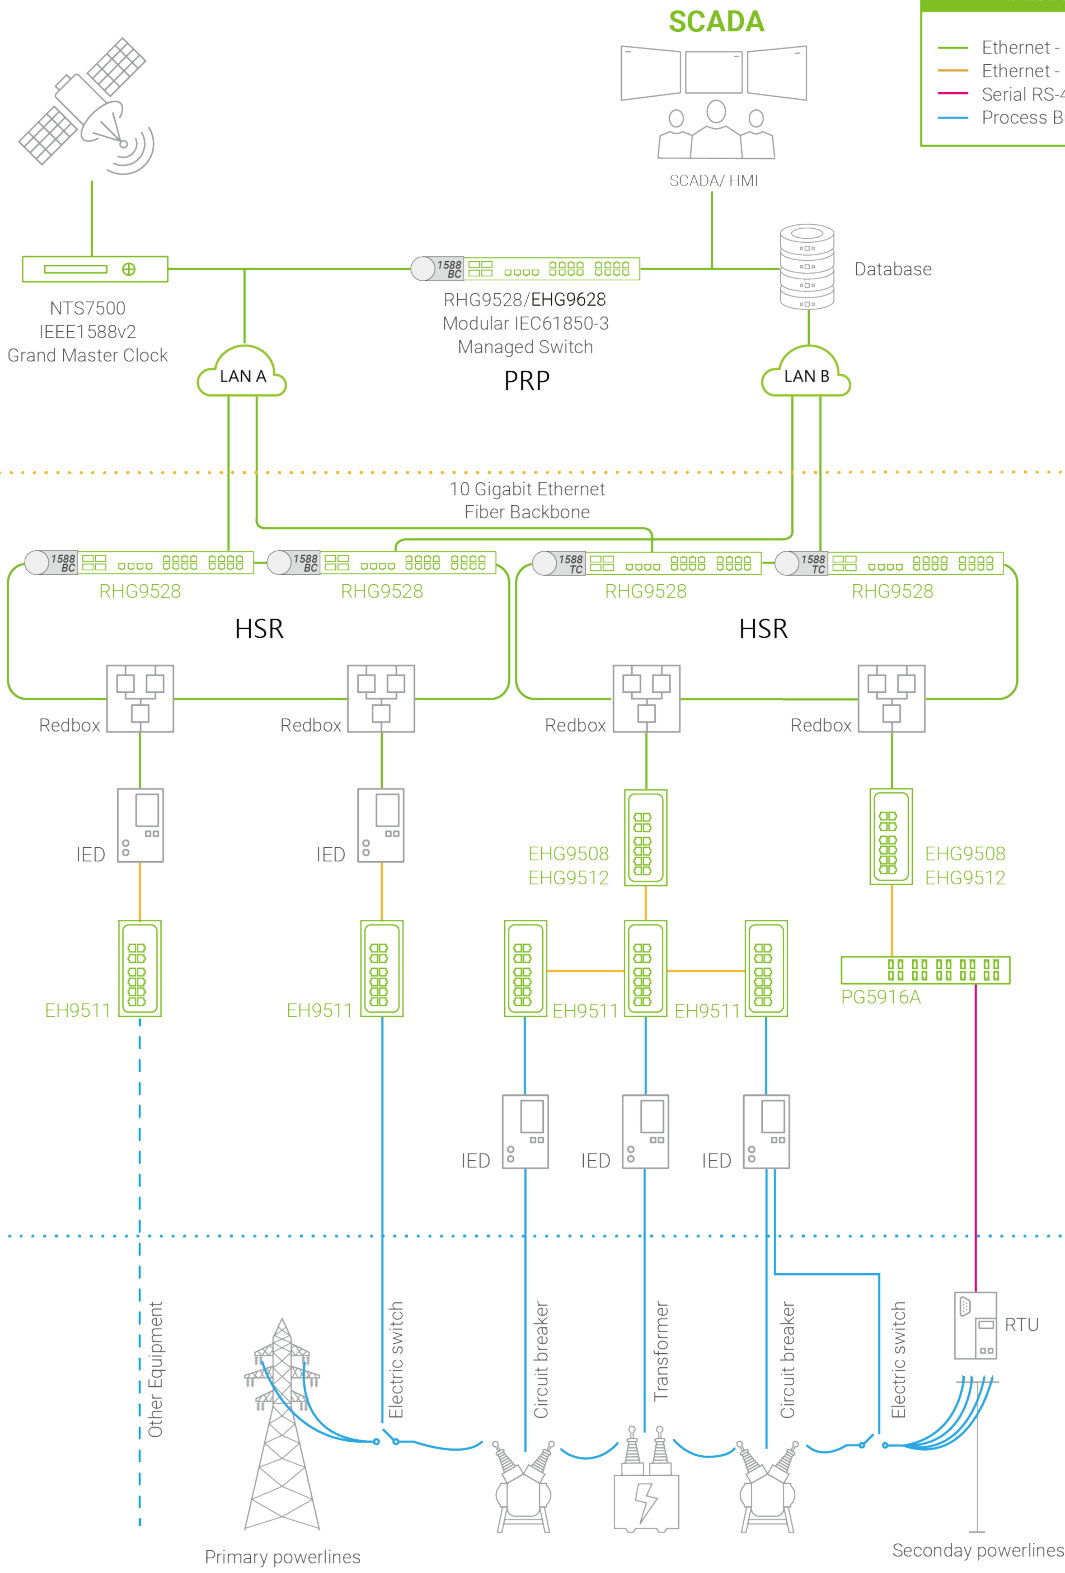 SCADA
Ethernet -
Ethernet -
Serial RS-4
Process B
SCADA/ HMI
1588
BC
Database
NTS7500
IEEE1588v2
Grand Master Clock
RHG9528/EHG9628
Modular IEC61850-3
Managed Switch
PRP
LAN A
LAN B
10 Gigabit Ethernet
Fiber Backbone
1588
BC
1588
BC
1588
TC
1588
TC
RHG9528
RHG9528
RHG9528
RHG9528
HSR
HSR
Redbox
Redbox
Redbox
Redbox
IED
IED
EHG9508
EHG9512
EHG9508
EHG9512
EH9511
EH9511
EH9511
EH9511
PG5916A
IED
IED
IED
Other Equipment
Electric switch
Circuit breaker
Transformer
Circuit breaker
Electric switch
RTU
Primary powerlines
Seconday powerlines